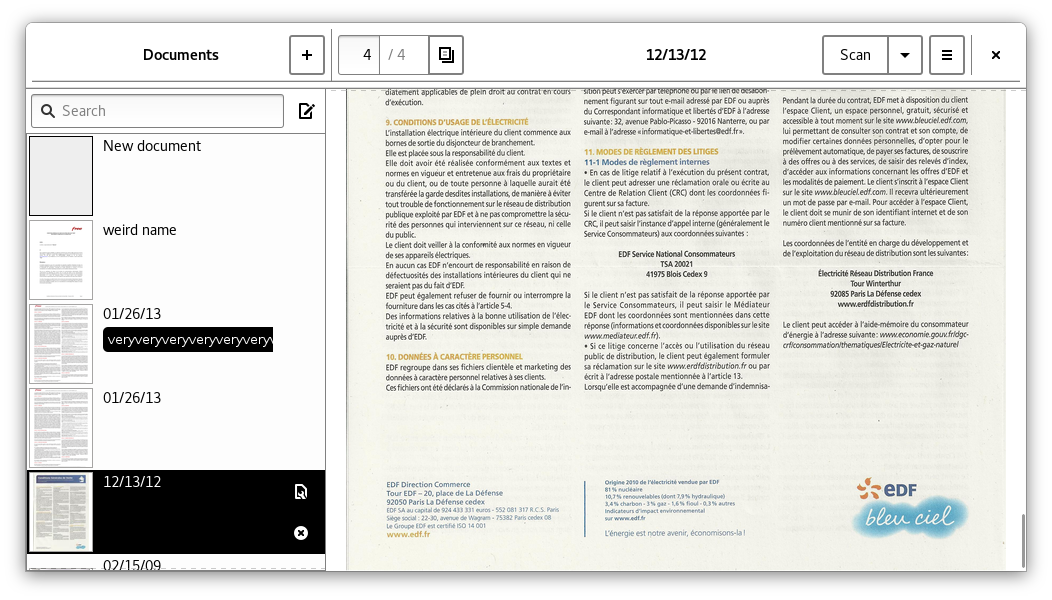 Documents
+
4 / 4
12/13/12
Scan
Search
New document
weird name
01/26/13
veryveryveryveryveryvery
01/26/13
12/13/12
02/15/09
diatement applicables de plein droit au contrat en cours
d'exécution.
9. CONDITIONS D'USAGE DE L'ÉLECTRICITÉ
L'installation électrique intérieure du client commence aux
bornes de sortie du disjoncteur de branchement.
Elle est placée sous la responsabilité du client.
Elle doit avoir été réalisée conformément aux textes et
normes en vigueur et entretenue aux frais du propriétaire
ou du client, ou de toute personne à laquelle aurait été
transférée la garde desdites installations, de manière à éviter
tout trouble de fonctionnement sur le réseau de distribution
publique exploité par EDF et à ne pas compromettre la sécu-
rité des personnes qui interviennent sur ce réseau, ni celle
du public.
Le client doit veiller à la conformité aux normes en vigueur
de ses appareils électriques.
En aucun cas EDF n'encourt de responsabilité en raison de
défectuosités des installations intérieures du client qui ne
seraient pas du fait d'EDF.
EDF peut également refuser de fournir ou interrompre la
fourniture dans les cas cités à l'article 5-4.
Des informations relatives à la bonne utilisation de l'élec-
tricité et à la sécurité sont disponibles sur simple demande
auprès d'EDF.
10. DONNÉES À CARACTÈRE PERSONNEL
EDF regroupe dans ses fichiers clientèle et marketing des
données à caractère personnel relatives à ses clients.
Ces fichiers ont été déclarés à la Commission nationale de l'in-
sition peut s'exercer par téléphone ou par le lien de désabon-
nement figurant sur tout e-mail adressé par EDF ou auprès
du Correspondant informatique et libertés d'EDF à l'adresse
suivante : 32, avenue Pablo-Picasso - 92016 Nanterre, ou par
e-mail à l'adresse «informatique-et-libertes@edf.fr».
11. MODES DE RÈGLEMENT DES LITIGES
11-1 Modes de règlement internes
• En cas de litige relatif à l'exécution du présent contrat,
le client peut adresser une réclamation orale ou écrite au
Centre de Relation Client (CRC) dont les coordonnées fi-
gurent sur sa facture.
Si le client n'est pas satisfait de la réponse apportée par le
CRC, il peut saisir l'instance d'appel interne (généralement le
Service Consommateurs) aux coordonnées suivantes :
EDF Service National Consommateurs
TSA 20021
41975 Blois Cedex 9
Si le client n'est pas satisfait de la réponse apportée par
le Service Consommateurs, il peut saisir le Médiateur
EDF dont les coordonnées sont mentionnées dans cette
réponse (informations et coordonnées disponibles sur le site
www.mediateur.edf.fr).
• Si ce litige concerne l'accès ou l'utilisation du réseau
public de distribution, le client peut également formuler
sa réclamation sur le site www.erdfdistribution.fr ou par
écrit à l'adresse postale mentionnée à l'article 13.
Lorsqu'elle est accompagnée d'une demande d'indemnisa-
Pendant la durée du contrat, EDF met à disposition du client
l'espace Client, un espace personnel, gratuit, sécurisé et
accessible à tout moment sur le site www.bleuciel.edf.com,
lui permettant de consulter son contrat et son compte, de
modifier certaines données personnelles, d'opter pour le
prélèvement automatique, de payer ses factures, de souscrire
à des offres ou à des services, de saisir des relevés d'index,
d'accéder aux informations concernant les offres d'EDF et
les modalités de paiement. Le client s'inscrit à l'espace Client
sur le site www.bleuciel.edf.com. Il recevra ultérieurement
un mot de passe par e-mail. Pour accéder à l'espace Client,
le client doit se munir de son identifiant internet et de son
numéro client mentionné sur sa facture.
Les coordonnées de l'entité en charge du développement et
de l'exploitation du réseau de distribution sont les suivantes:
Électricité Réseau Distribution France
Tour Winterthur
92085 Paris La Défense cedex
www.erdfdistribution.fr
Le client peut accéder à l'aide-mémoire du consommateur
d'énergie à l'adresse suivante : www.economie.gouv.fr/dgc-
crf/consommation/thematiques/Electricite-et-gaz-naturel
EDF Direction Commerce
Tour EDF – 20, place de La Défense
92050 Paris La Défense cedex
EDF SA au capital de 924 433 331 euros - 552 081 317 R.C.S. Paris
Siège social : 22-30, avenue de Wagram – 75382 Paris cedex 08
Le Groupe EDF est certifié ISO 14 001
www.edf.fr
Origine 2010 de l'électricité vendue par EDF
81 % nucléaire
10,7 % renouvelables (dont 7,9 % hydraulique)
3,4 % charbon - 3 % gaz - 1,6 % fioul - 0,3 % autres
Indicateurs d'impact environnemental
sur www.edf.fr
L'énergie est notre avenir, économisons-la !
eDF
bleu ciel